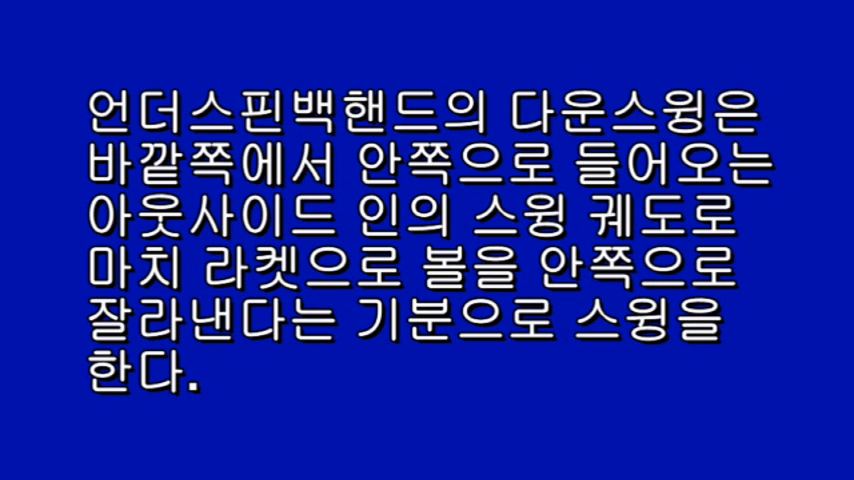 언더스핀백핸드의 다운스윙은
바깥쪽에서 안쪽으로 들어오는
아웃사이드 인의 스윙 궤도로
마치 라켓으로 볼을 안쪽으로
잘라낸다는 기분으로 스윙을
한다.